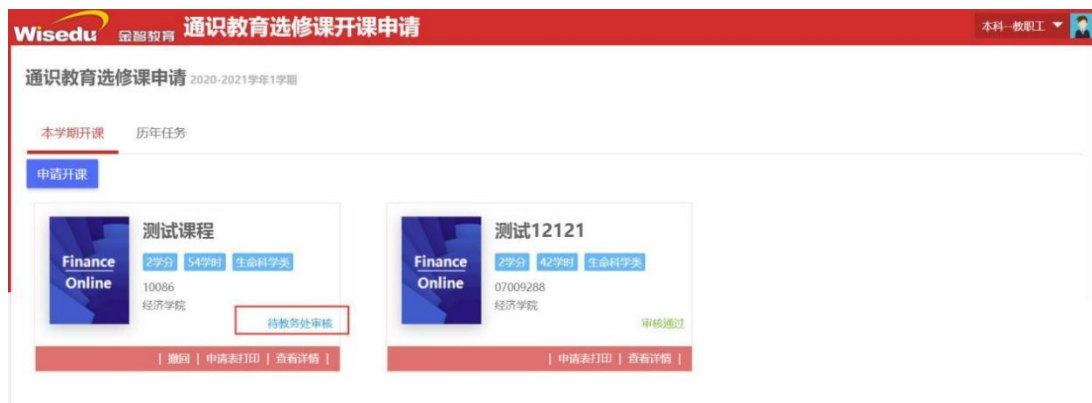 Wisedu 金智教育 通识教育选修课开课申请 本科--教职工
通识教育选修课申请 2020-2021学年1学期
本学期开课 历年任务
申请开课
Finance
Online
测试课程
2学分 54学时 生命科学类
10086
经济学院
待教务处审核
| 撤回 | 申请表打印 | 查看详情 |
Finance
Online
测试12121
2学分 42学时 生命科学类
07009288
经济学院
审核通过
| 申请表打印 | 查看详情 |